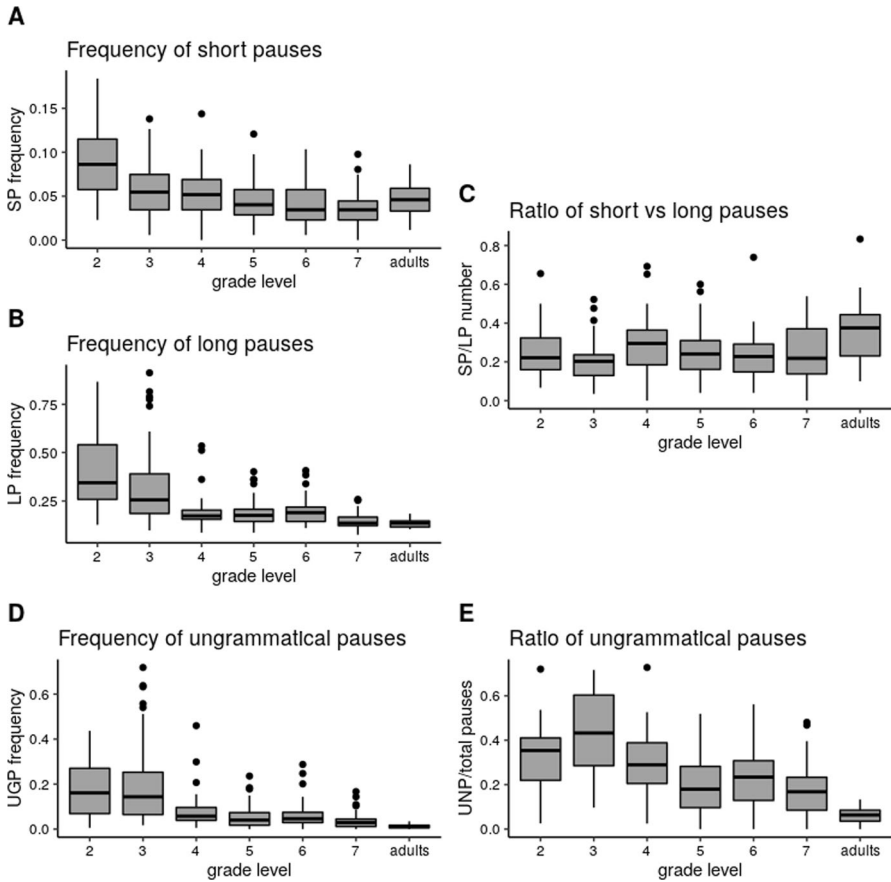 A
Frequency of short pauses
SP frequency
0.15
0.10
0.05
0.00
2 3 4 5 6 7 adults
grade level
B
Frequency of long pauses
LP frequency
0.75
0.50
0.25
2 3 4 5 6 7 adults
grade level
C
Ratio of short vs long pauses
SP/LP number
0.8
0.6
0.4
0.2
0.0
2 3 4 5 6 7 adults
grade level
D
Frequency of ungrammatical pauses
UGP frequency
0.6
0.4
0.2
0.0
2 3 4 5 6 7 adults
grade level
E
Ratio of ungrammatical pauses
UNP/total pauses
0.6
0.4
0.2
0.0
2 3 4 5 6 7 adults
grade level